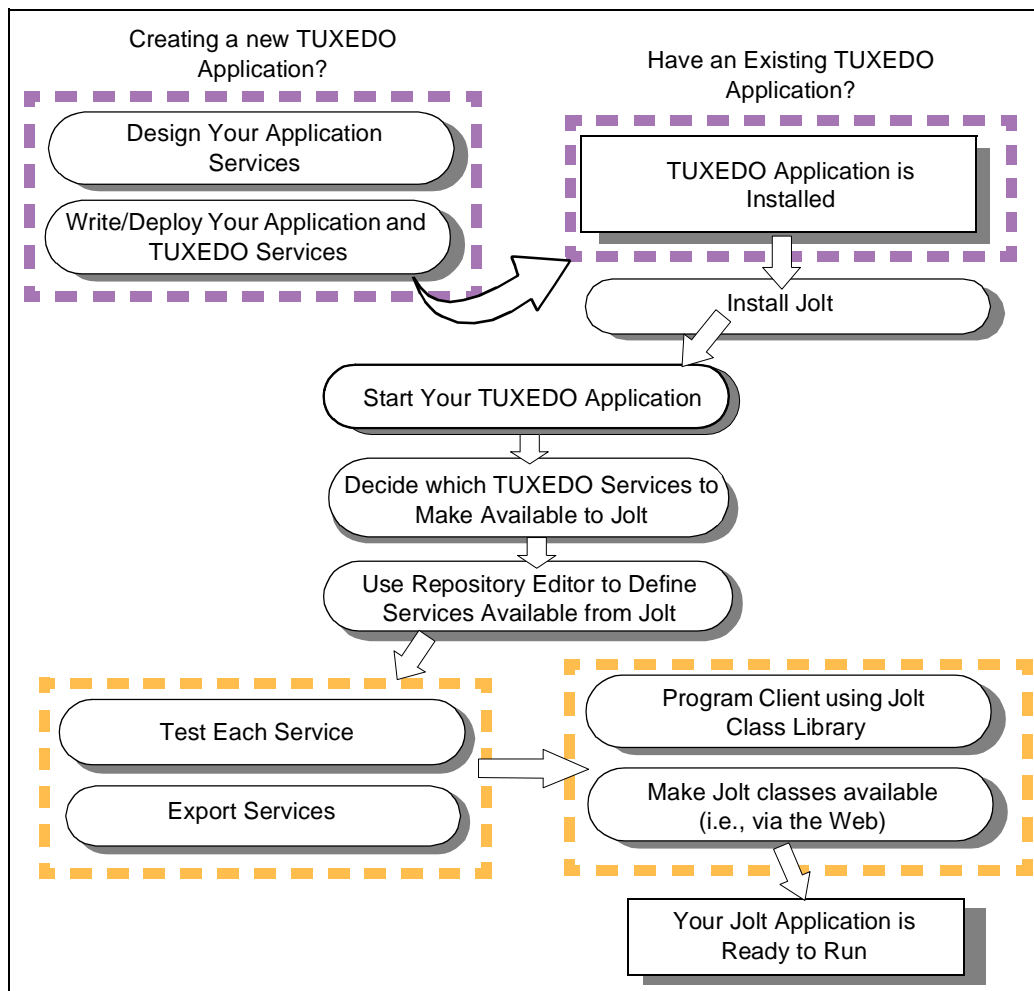 Creating a new TUXEDO
Application?
Design Your Application
Services
Write/Deploy Your Application and
TUXEDO Services
Have an Existing TUXEDO
Application?
TUXEDO Application is
Installed
Install Jolt
Start Your TUXEDO Application
Decide which TUXEDO Services to
Make Available to Jolt
Use Repository Editor to Define
Services Available from Jolt
Test Each Service
Export Services
Program Client using Jolt
Class Library
Make Jolt classes available
(i.e., via the Web)
Your Jolt Application is
Ready to Run